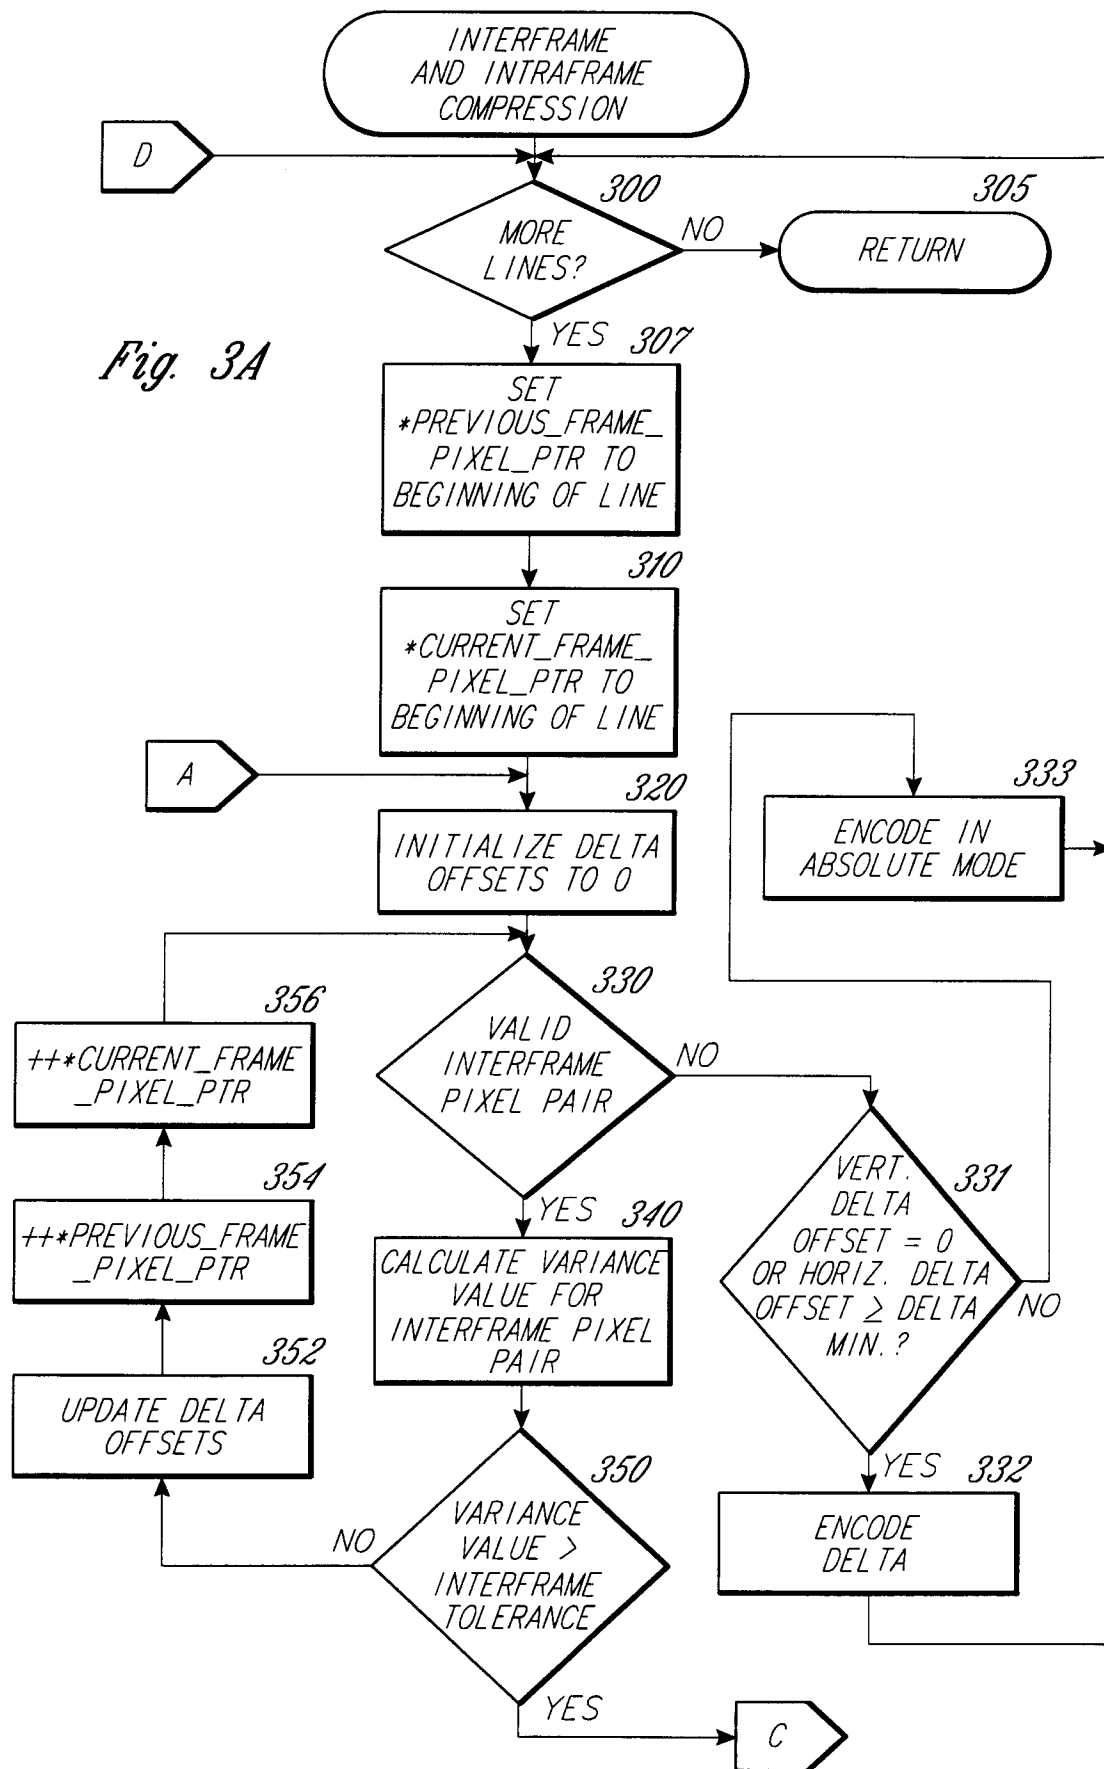 INTERFRAME
AND INTRAFRAME
COMPRESSION
D
300
305
MORE
LINES?
NO
RETURN
YES
307
Fig. 3A
SET
*PREVIOUS_FRAME_
PIXEL_PTR TO
BEGINNING OF LINE
310
SET
*CURRENT_FRAME_
PIXEL_PTR TO
BEGINNING OF LINE
A
320
333
INITIALIZE DELTA
OFFSETS TO 0
ENCODE IN
ABSOLUTE MODE
330
356
VALID
INTERFRAME
PIXEL PAIR
NO
++*CURRENT_FRAME
_PIXEL_PTR
354
331
VERT.
DELTA
OFFSET = 0
OR HORIZ. DELTA
OFFSET ≥ DELTA
MIN.?
NO
YES
340
++*PREVIOUS_FRAME
_PIXEL_PTR
CALCULATE VARIANCE
VALUE FOR
INTERFRAME PIXEL
PAIR
352
UPDATE DELTA
OFFSETS
350
YES
332
NO
VARIANCE
VALUE >
INTERFRAME
TOLERANCE
ENCODE
DELTA
YES
C